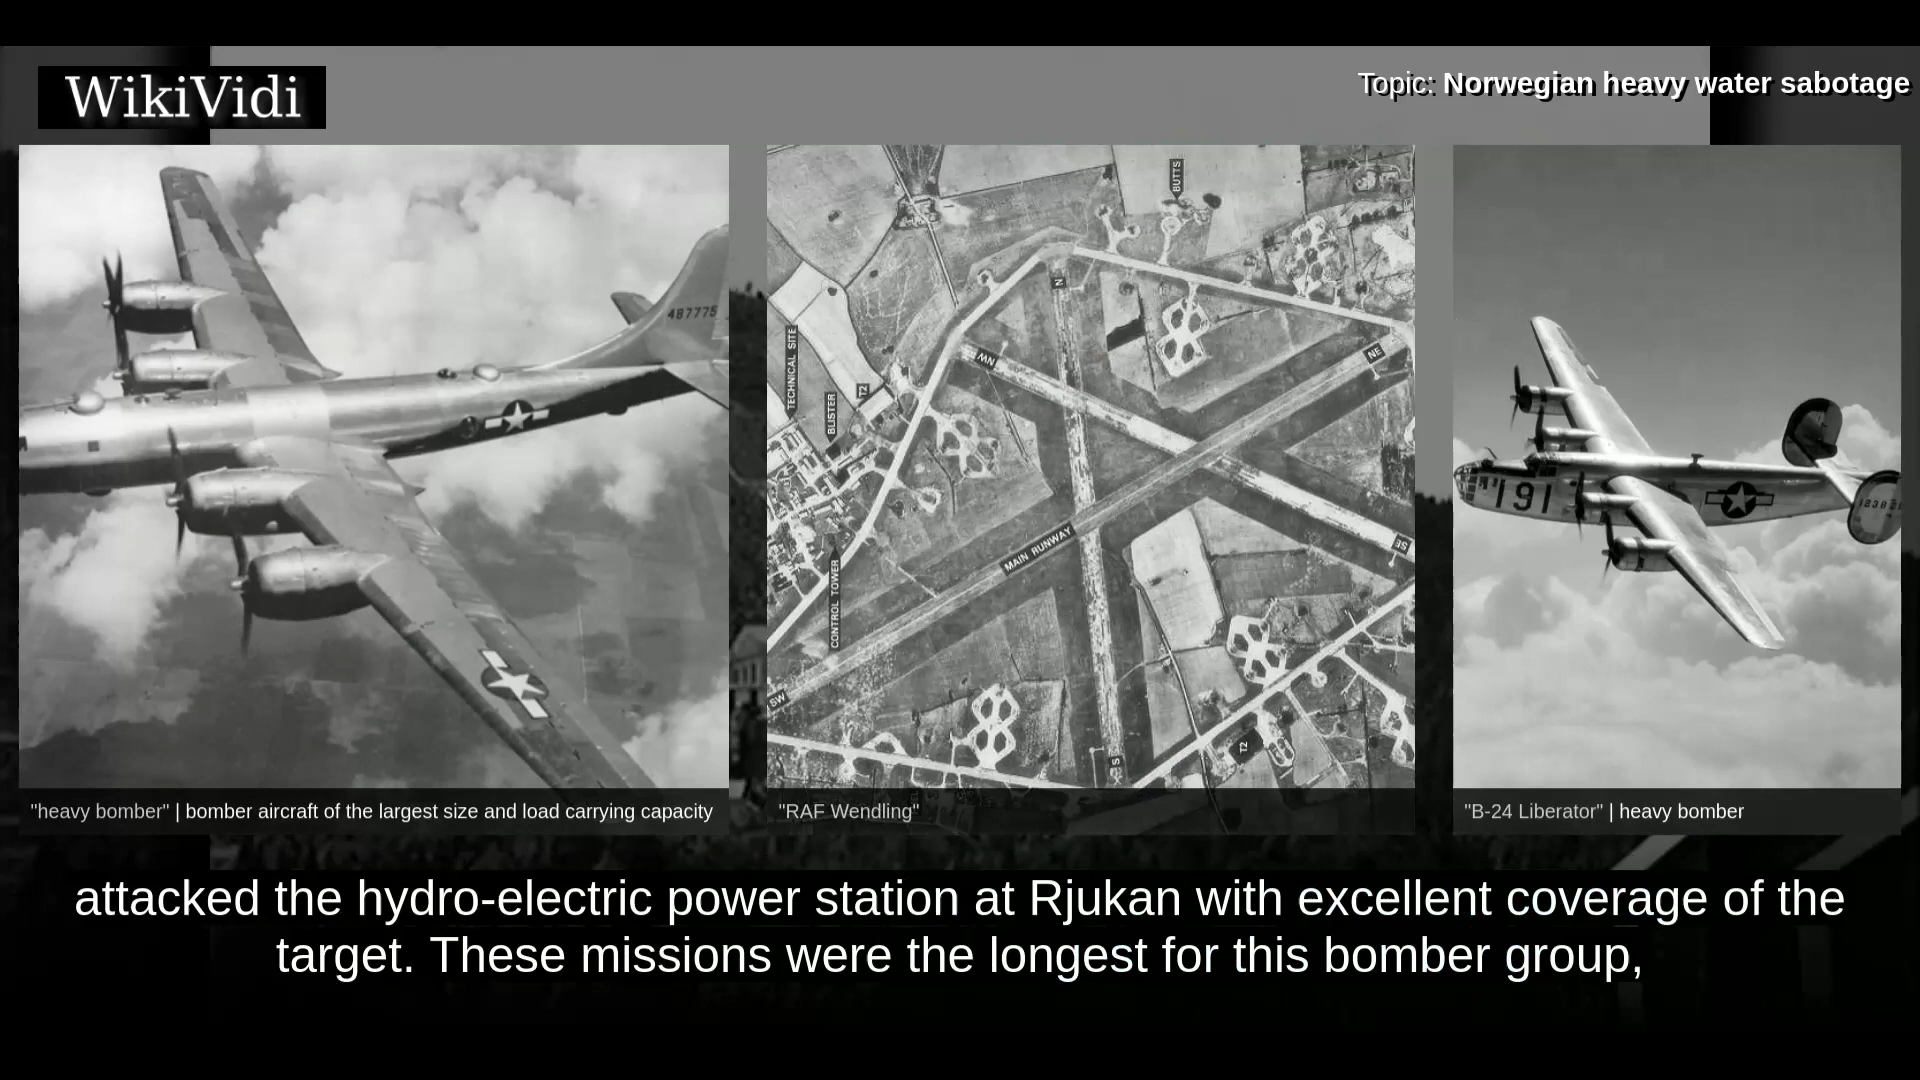 WikiVidi
Topic: Norwegian heavy water sabotage
487775
BUTTS
N
NW
NE
TECHNICAL SITE
BLISTER
T2
MAIN RUNWAY
SE
CONTROL TOWER
SW
T2
S
191
"heavy bomber" | bomber aircraft of the largest size and load carrying capacity
"RAF Wendling"
"B-24 Liberator" | heavy bomber
attacked the hydro-electric power station at Rjukan with excellent coverage of the
target. These missions were the longest for this bomber group,